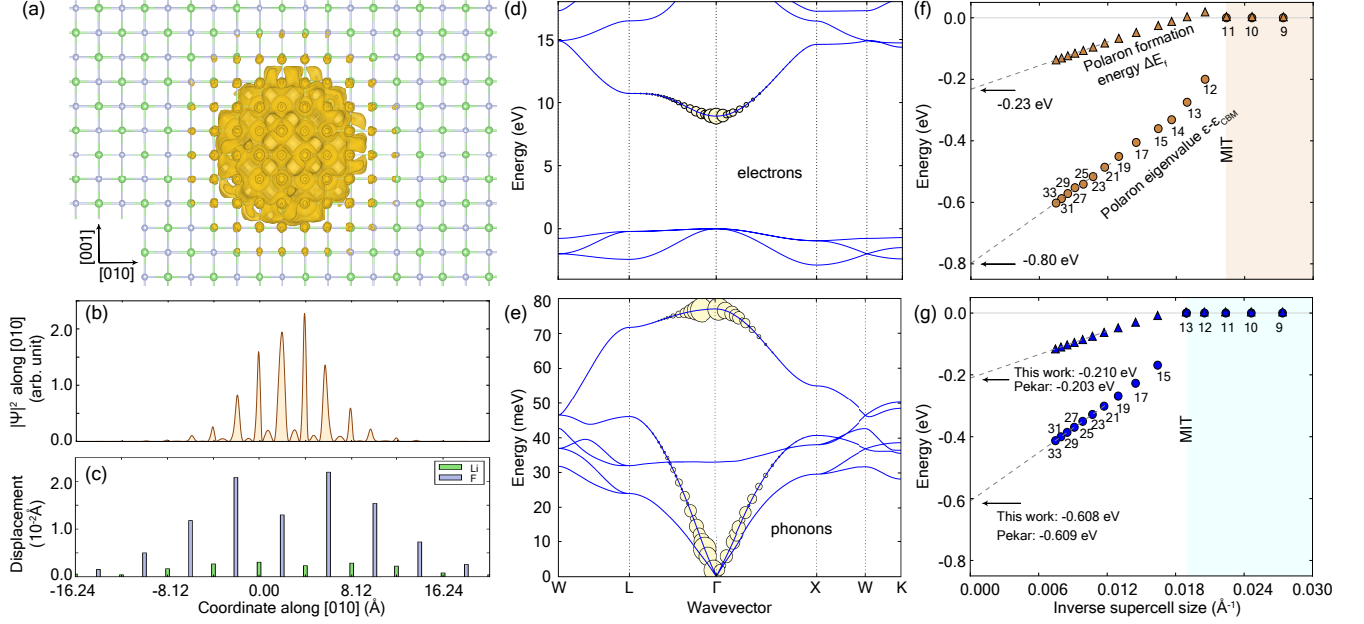 (a)
[001]
[010]
(b)
|Ψ|² along [010]
(arb. unit)
2.0
1.0
0.0
(c)
Li
F
Displacement
(10⁻²Å)
2.0
1.0
0.0
-16.24
-8.12
0.00
8.12
16.24
Coordinate along [010] (Å)
(d)
Energy (eV)
15
10
5
0
electrons
(e)
Energy (meV)
80
70
60
50
40
30
20
10
0
phonons
W
L
Γ
X
W
K
Wavevector
(f)
Energy (eV)
0.0
-0.2
-0.4
-0.6
-0.8
Polaron formation
energy ΔEf
-0.23 eV
Polaron eigenvalue ε-εCBM
-0.80 eV
MIT
11
10
9
12
13
14
15
17
19
21
23
25
27
29
31
33
(g)
Energy (eV)
0.0
-0.2
-0.4
-0.6
-0.8
13
12
11
10
9
This work: -0.210 eV
Pekar: -0.203 eV
15
17
19
21
23
25
27
29
31
33
MIT
This work: -0.608 eV
Pekar: -0.609 eV
0.000
0.006
0.012
0.018
0.024
0.030
Inverse supercell size (Å⁻¹)